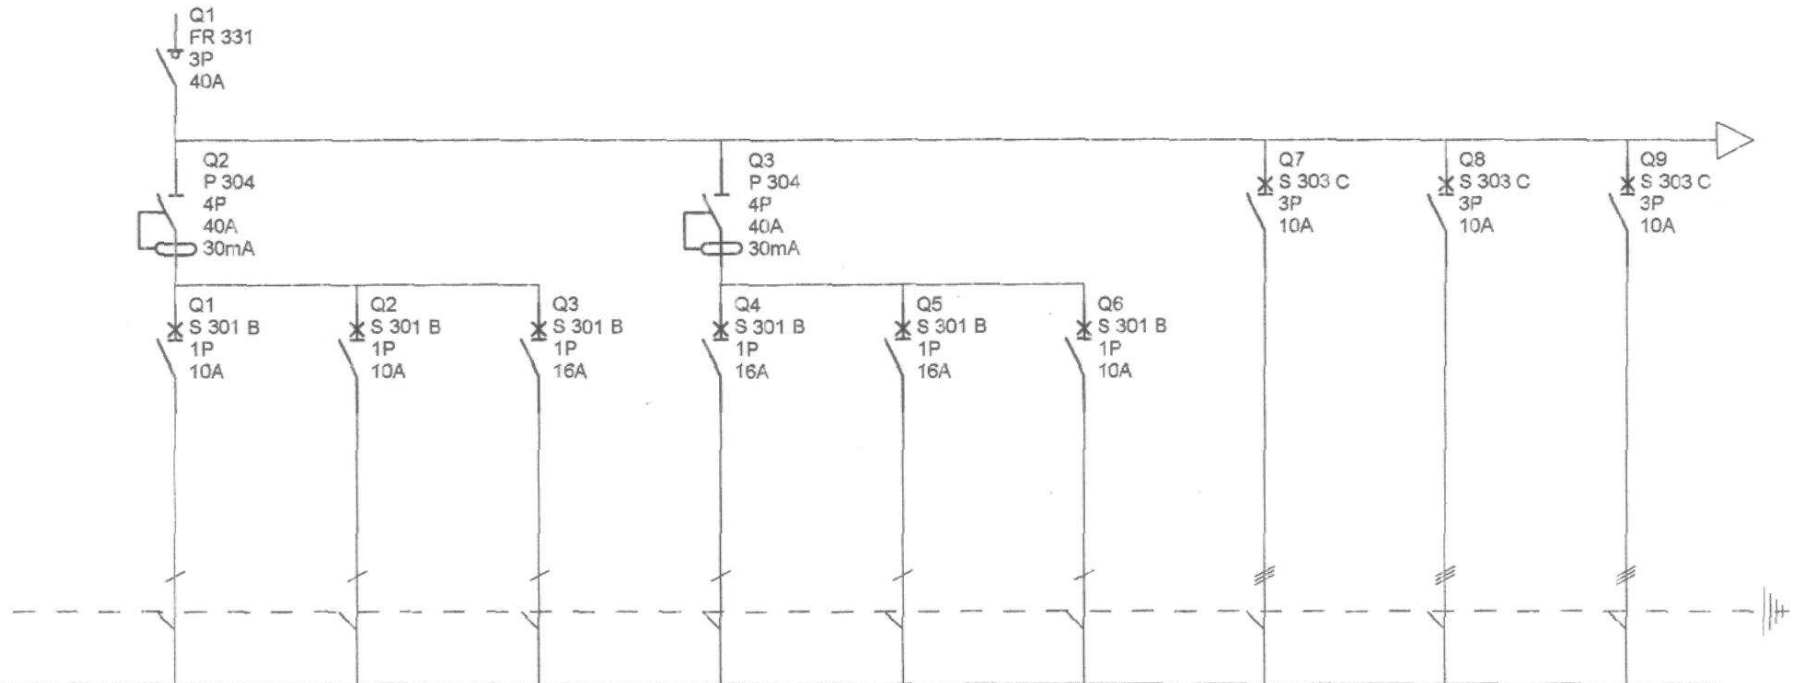 Q1
FR 331
3P
40A
Q2
P 304
4P
40A
30mA
Q3
P 304
4P
40A
30mA
Q7
S 303 C
3P
10A
Q8
S 303 C
3P
10A
Q9
S 303 C
3P
10A
Q1
S 301 B
1P
10A
Q2
S 301 B
1P
10A
Q3
S 301 B
1P
16A
Q4
S 301 B
1P
16A
Q5
S 301 B
1P
16A
Q6
S 301 B
1P
10A